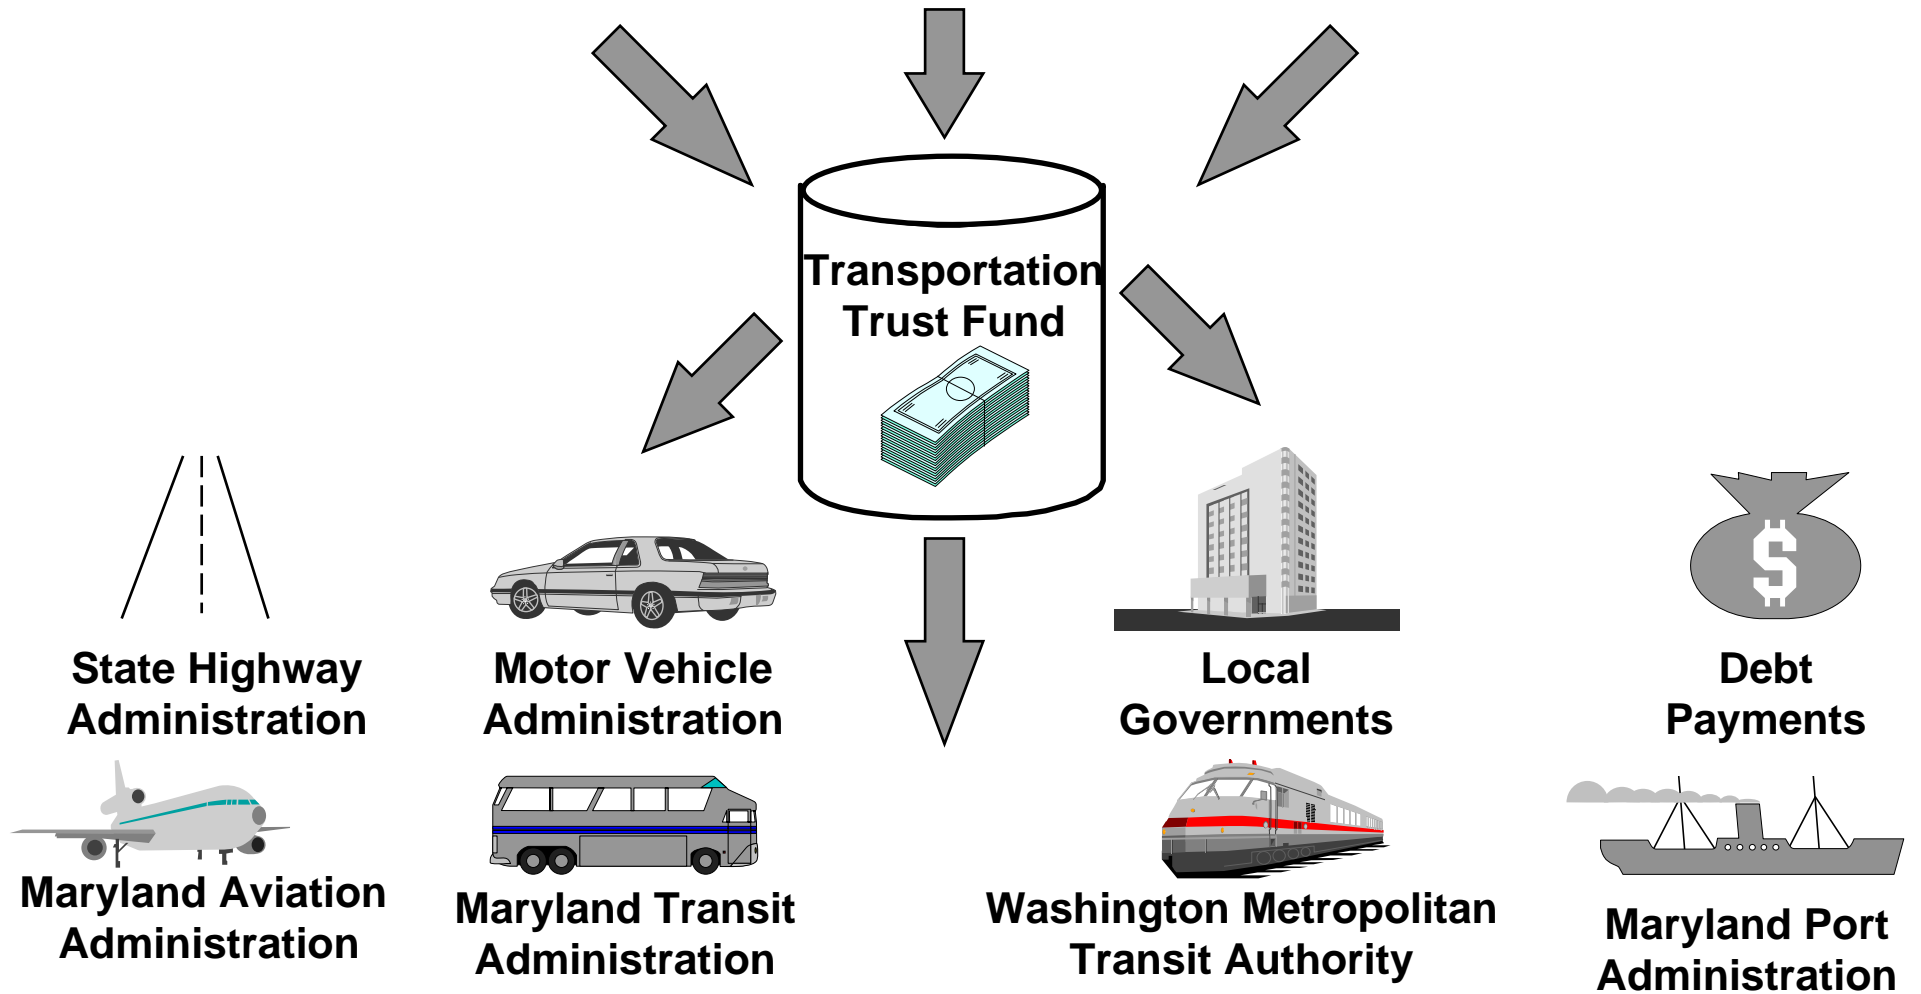 Transportation
Trust Fund
$
State Highway
Administration
Motor Vehicle
Administration
Local
Governments
Debt
Payments
Maryland Aviation
Administration
Maryland Transit
Administration
Washington Metropolitan
Transit Authority
Maryland Port
Administration